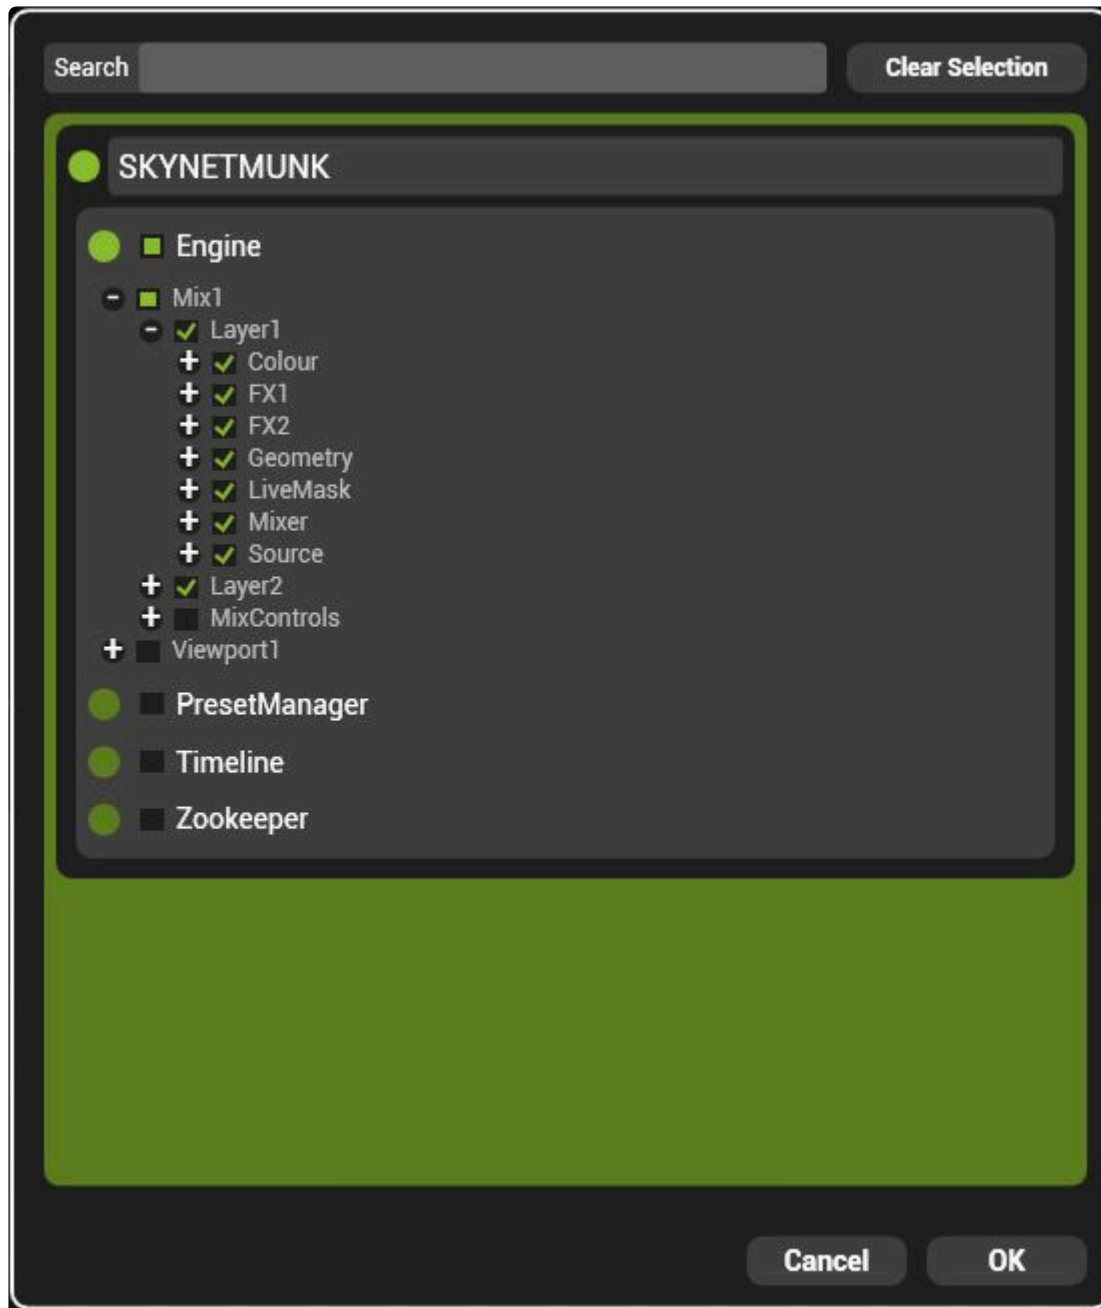 Search Clear Selection
SKYNETMUNK
Engine
Mix1
Layer1
Colour
FX1
FX2
Geometry
LiveMask
Mixer
Source
Layer2
MixControls
Viewport1
PresetManager
Timeline
Zookeeper
Cancel OK